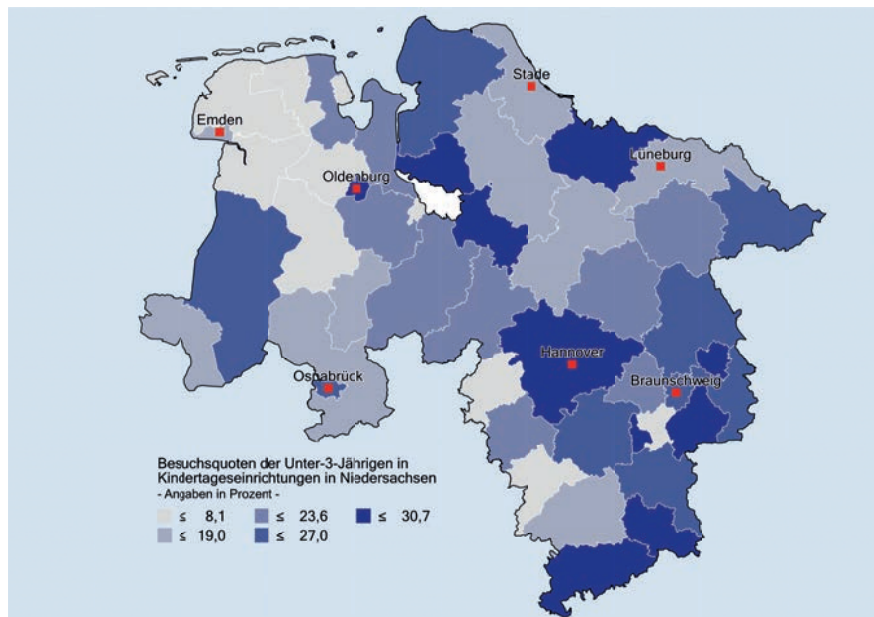 Stade
Emden
Lüneburg
Oldenburg
Hannover
Osnabrück
Braunschweig
Besuchsquoten der Unter-3-Jährigen in
Kindertageseinrichtungen in Niedersachsen
- Angaben in Prozent -
≤ 8,1 ≤ 23,6 ≤ 30,7
≤ 19,0 ≤ 27,0